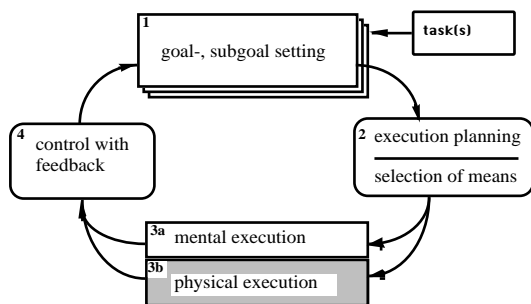 1
goal-, subgoal setting
task(s)
4
control with
feedback
2
execution planning
selection of means
3a
mental execution
3b
physical execution